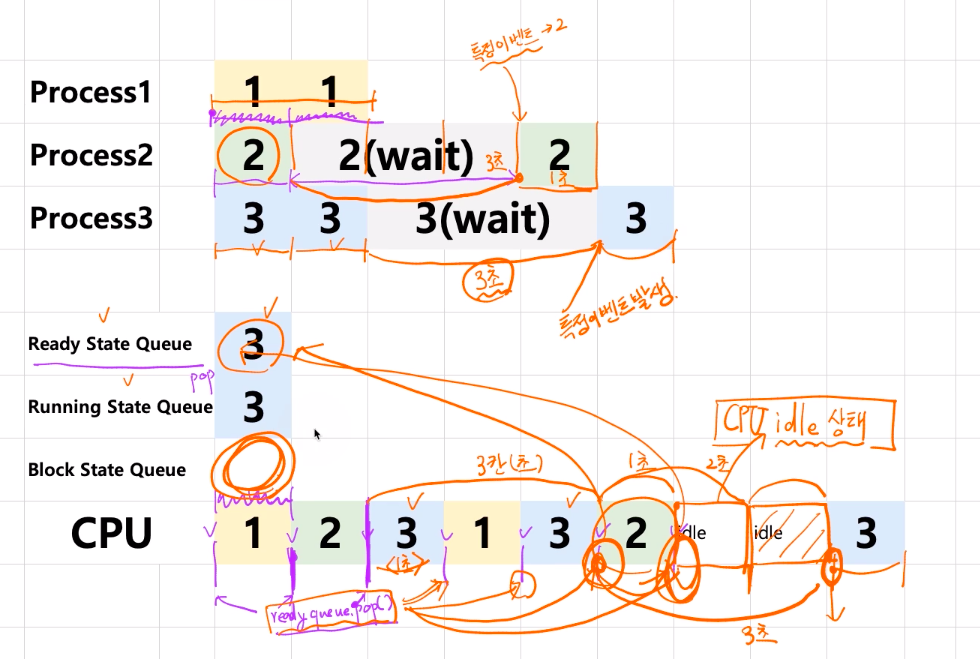 특정이벤트 → 2
Process1 1 1
Process2 2 2(wait) 3초 2
1초
Process3 3 3 3(wait) 3
3초
특정이벤트발생.
Ready State Queue 3
pop
Running State Queue 3
CPU idle 상태
Block State Queue
3칸(초) 1초 2초
CPU 1 2 3 1 3 2 idle idle 3
<1초>
readyqueue.pop()
3초